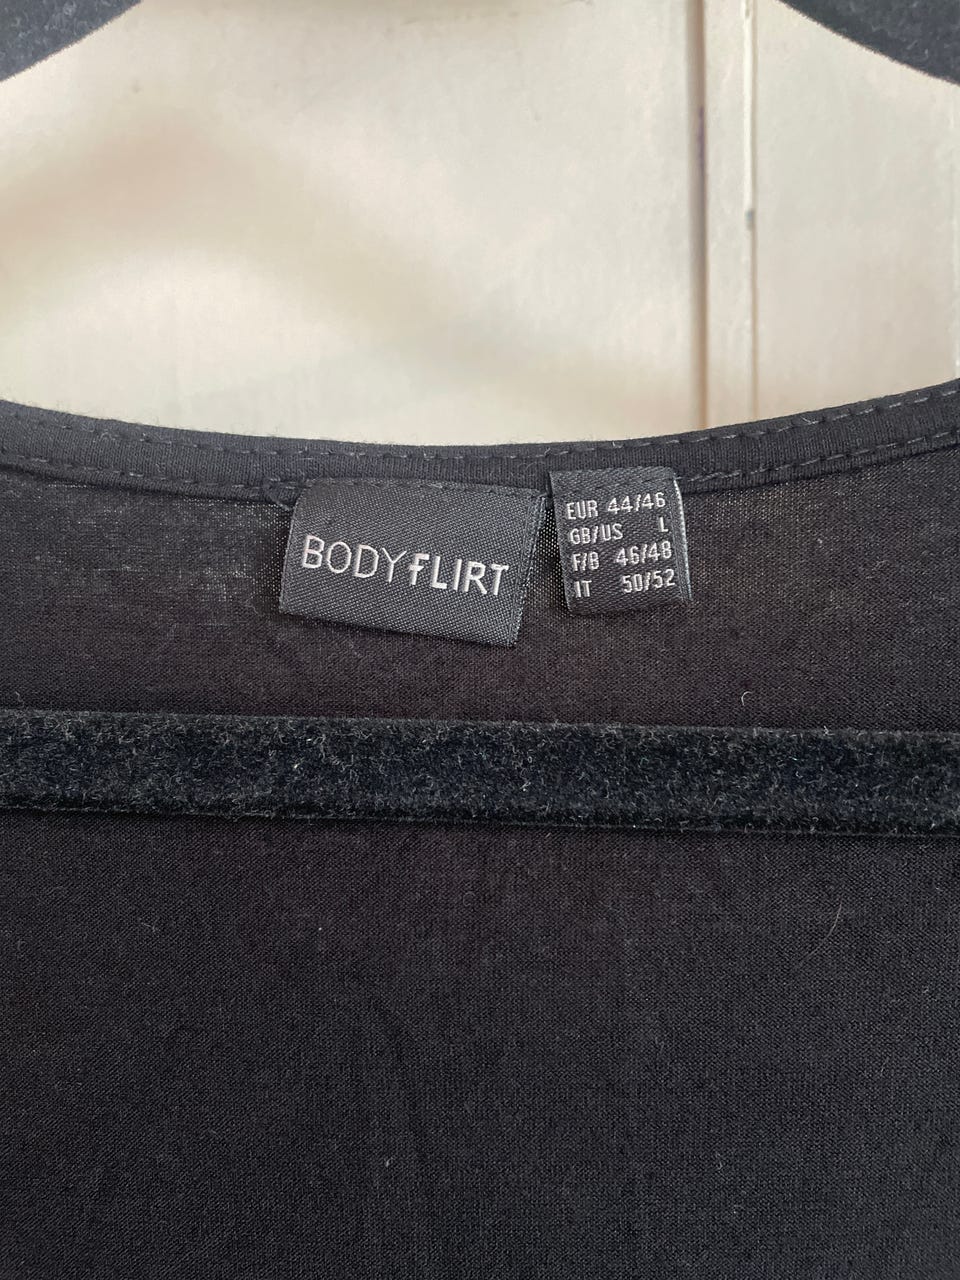 BODYFLIRT
EUR 44/46
GB/US L
F/B 46/48
IT 50/52